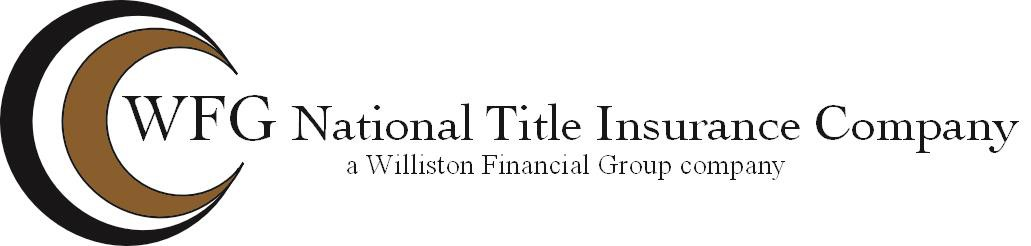 WFG National Title Insurance Company
a Williston Financial Group company